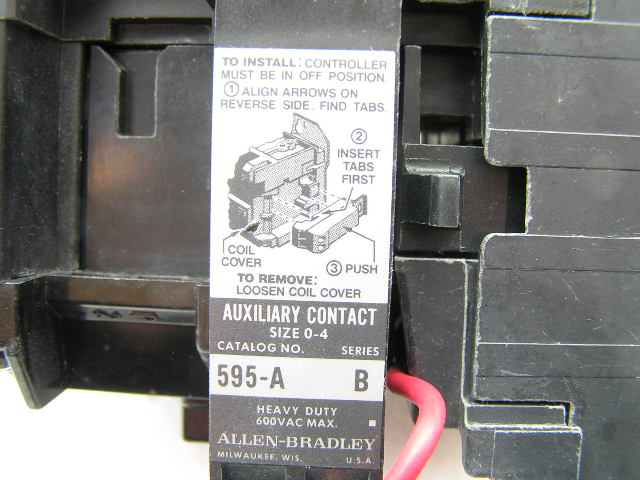 TO INSTALL: CONTROLLER
MUST BE IN OFF POSITION.
① ALIGN ARROWS ON
REVERSE SIDE. FIND TABS.
②
INSERT
TABS
FIRST
COIL
COVER
③ PUSH
TO REMOVE:
LOOSEN COIL COVER
AUXILIARY CONTACT
SIZE 0-4
CATALOG NO. SERIES
595-A B
HEAVY DUTY
600VAC MAX.
ALLEN-BRADLEY
MILWAUKEE, WIS. U.S.A.